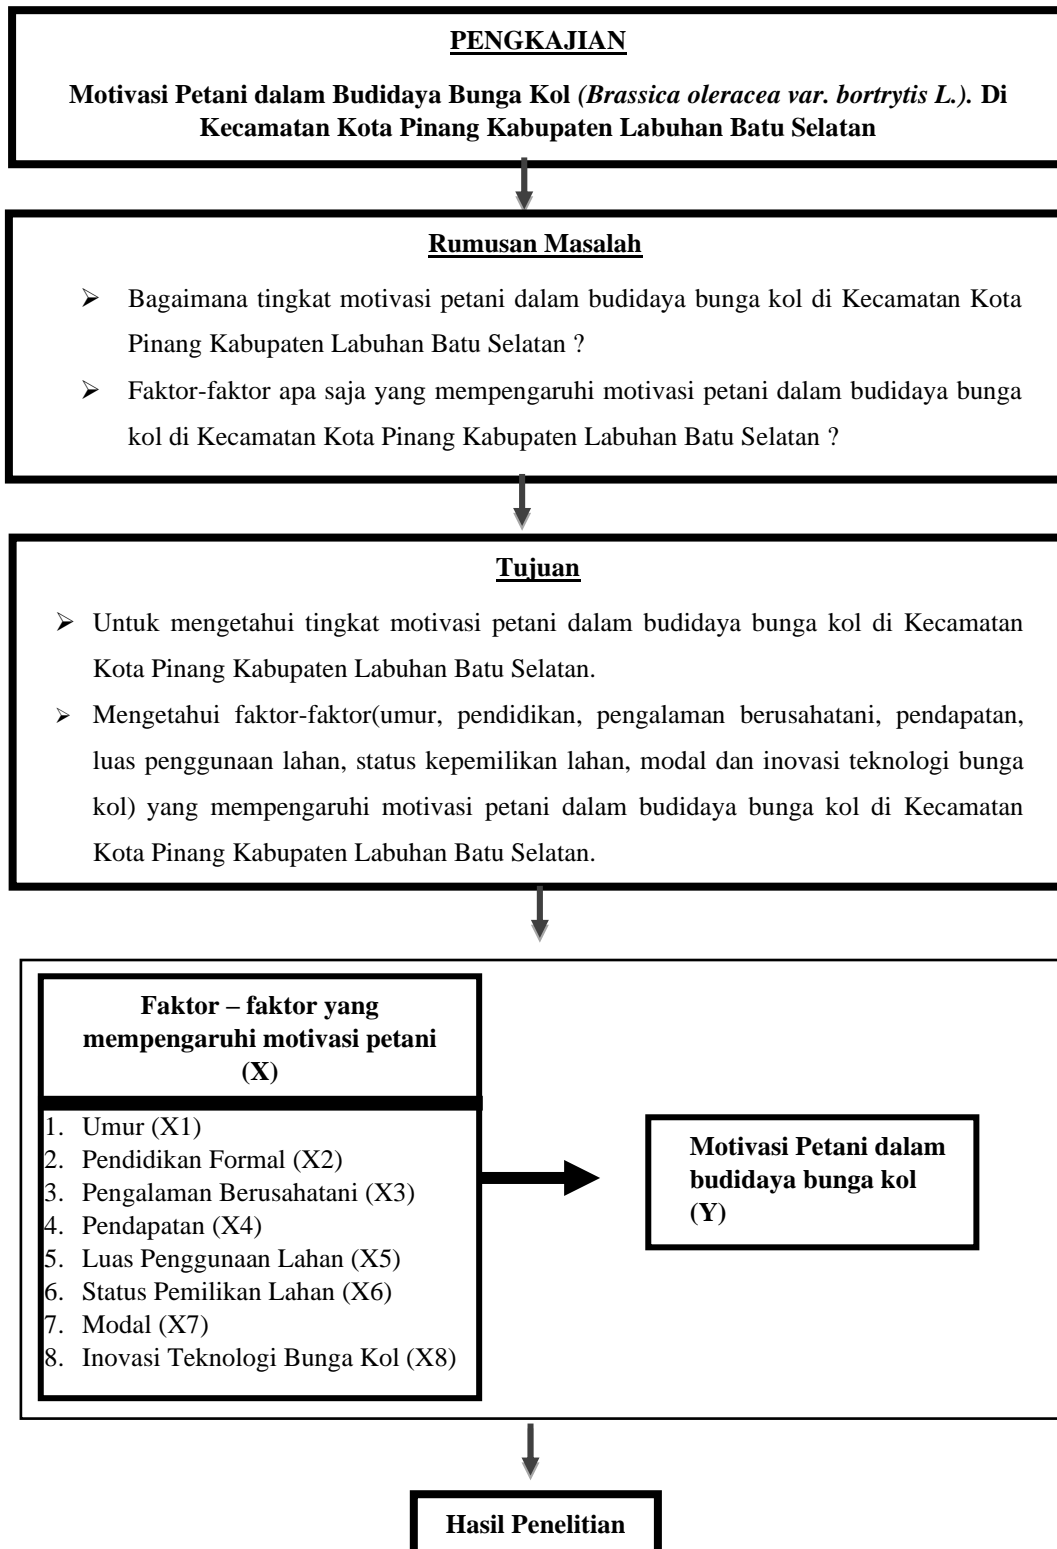 PENGKAJIAN
Motivasi Petani dalam Budidaya Bunga Kol (Brassica oleracea var. bortrytis L.). Di
Kecamatan Kota Pinang Kabupaten Labuhan Batu Selatan
Rumusan Masalah
➢ Bagaimana tingkat motivasi petani dalam budidaya bunga kol di Kecamatan Kota
Pinang Kabupaten Labuhan Batu Selatan ?
➢ Faktor-faktor apa saja yang mempengaruhi motivasi petani dalam budidaya bunga
kol di Kecamatan Kota Pinang Kabupaten Labuhan Batu Selatan ?
Tujuan
➢ Untuk mengetahui tingkat motivasi petani dalam budidaya bunga kol di Kecamatan
Kota Pinang Kabupaten Labuhan Batu Selatan.
➢ Mengetahui faktor-faktor(umur, pendidikan, pengalaman berusahatani, pendapatan,
luas penggunaan lahan, status kepemilikan lahan, modal dan inovasi teknologi bunga
kol) yang mempengaruhi motivasi petani dalam budidaya bunga kol di Kecamatan
Kota Pinang Kabupaten Labuhan Batu Selatan.
Faktor – faktor yang
mempengaruhi motivasi petani
(X)
1. Umur (X1)
2. Pendidikan Formal (X2)
3. Pengalaman Berusahatani (X3)
4. Pendapatan (X4)
5. Luas Penggunaan Lahan (X5)
6. Status Pemilikan Lahan (X6)
7. Modal (X7)
8. Inovasi Teknologi Bunga Kol (X8)
Motivasi Petani dalam
budidaya bunga kol
(Y)
Hasil Penelitian